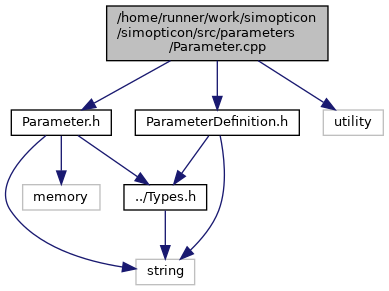 /home/runner/work/simopticon
/simopticon/src/parameters
/Parameter.cpp
Parameter.h
ParameterDefinition.h
utility
memory
../Types.h
string